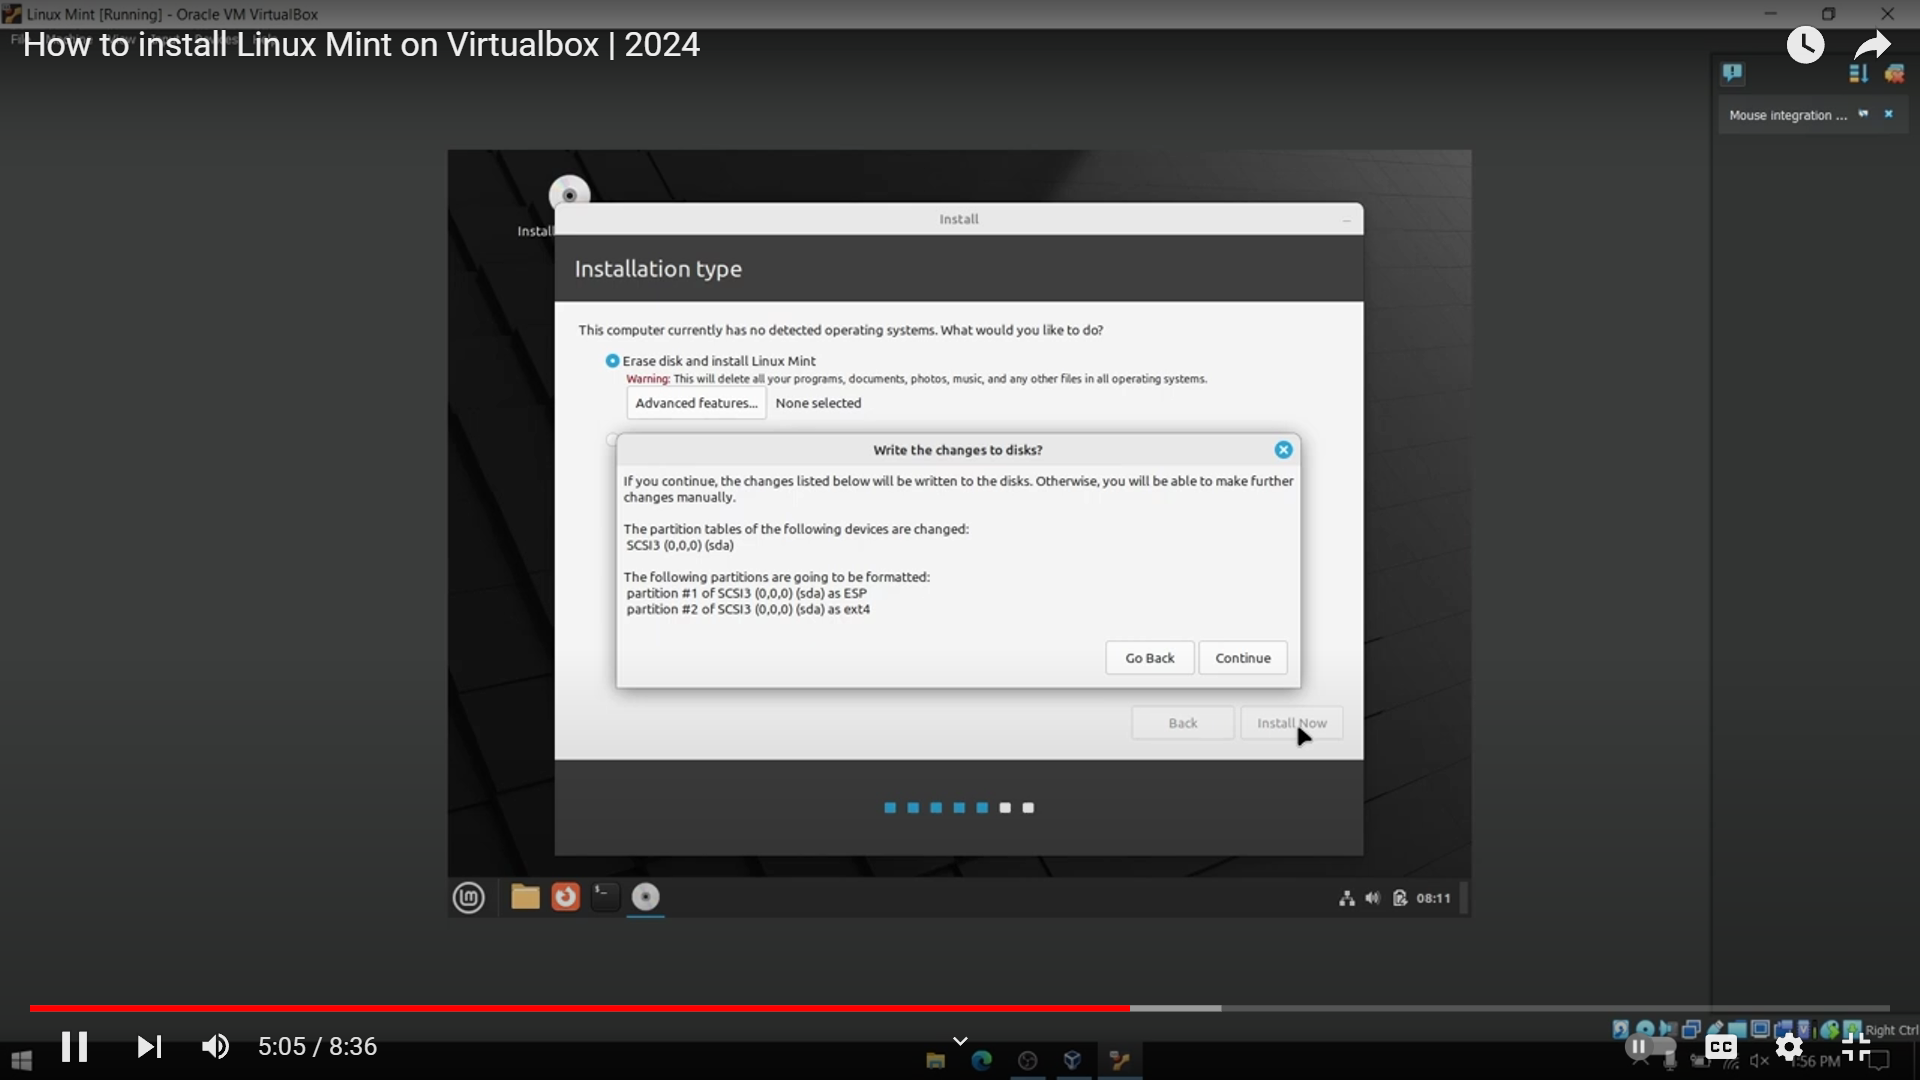 Linux Mint [Running] - Oracle VM VirtualBox
How to install Linux Mint on Virtualbox | 2024
Mouse integration ...
Install
Install
Installation type
This computer currently has no detected operating systems. What would you like to do?
Erase disk and install Linux Mint
Warning: This will delete all your programs, documents, photos, music, and any other files in all operating systems.
Advanced features... None selected
Write the changes to disks?
If you continue, the changes listed below will be written to the disks. Otherwise, you will be able to make further
changes manually.
The partition tables of the following devices are changed:
SCSI3 (0,0,0) (sda)
The following partitions are going to be formatted:
partition #1 of SCSI3 (0,0,0) (sda) as ESP
partition #2 of SCSI3 (0,0,0) (sda) as ext4
Go Back Continue
Back Install Now
08:11
Right Ctrl
5:05 / 8:36
CC
:56 PM